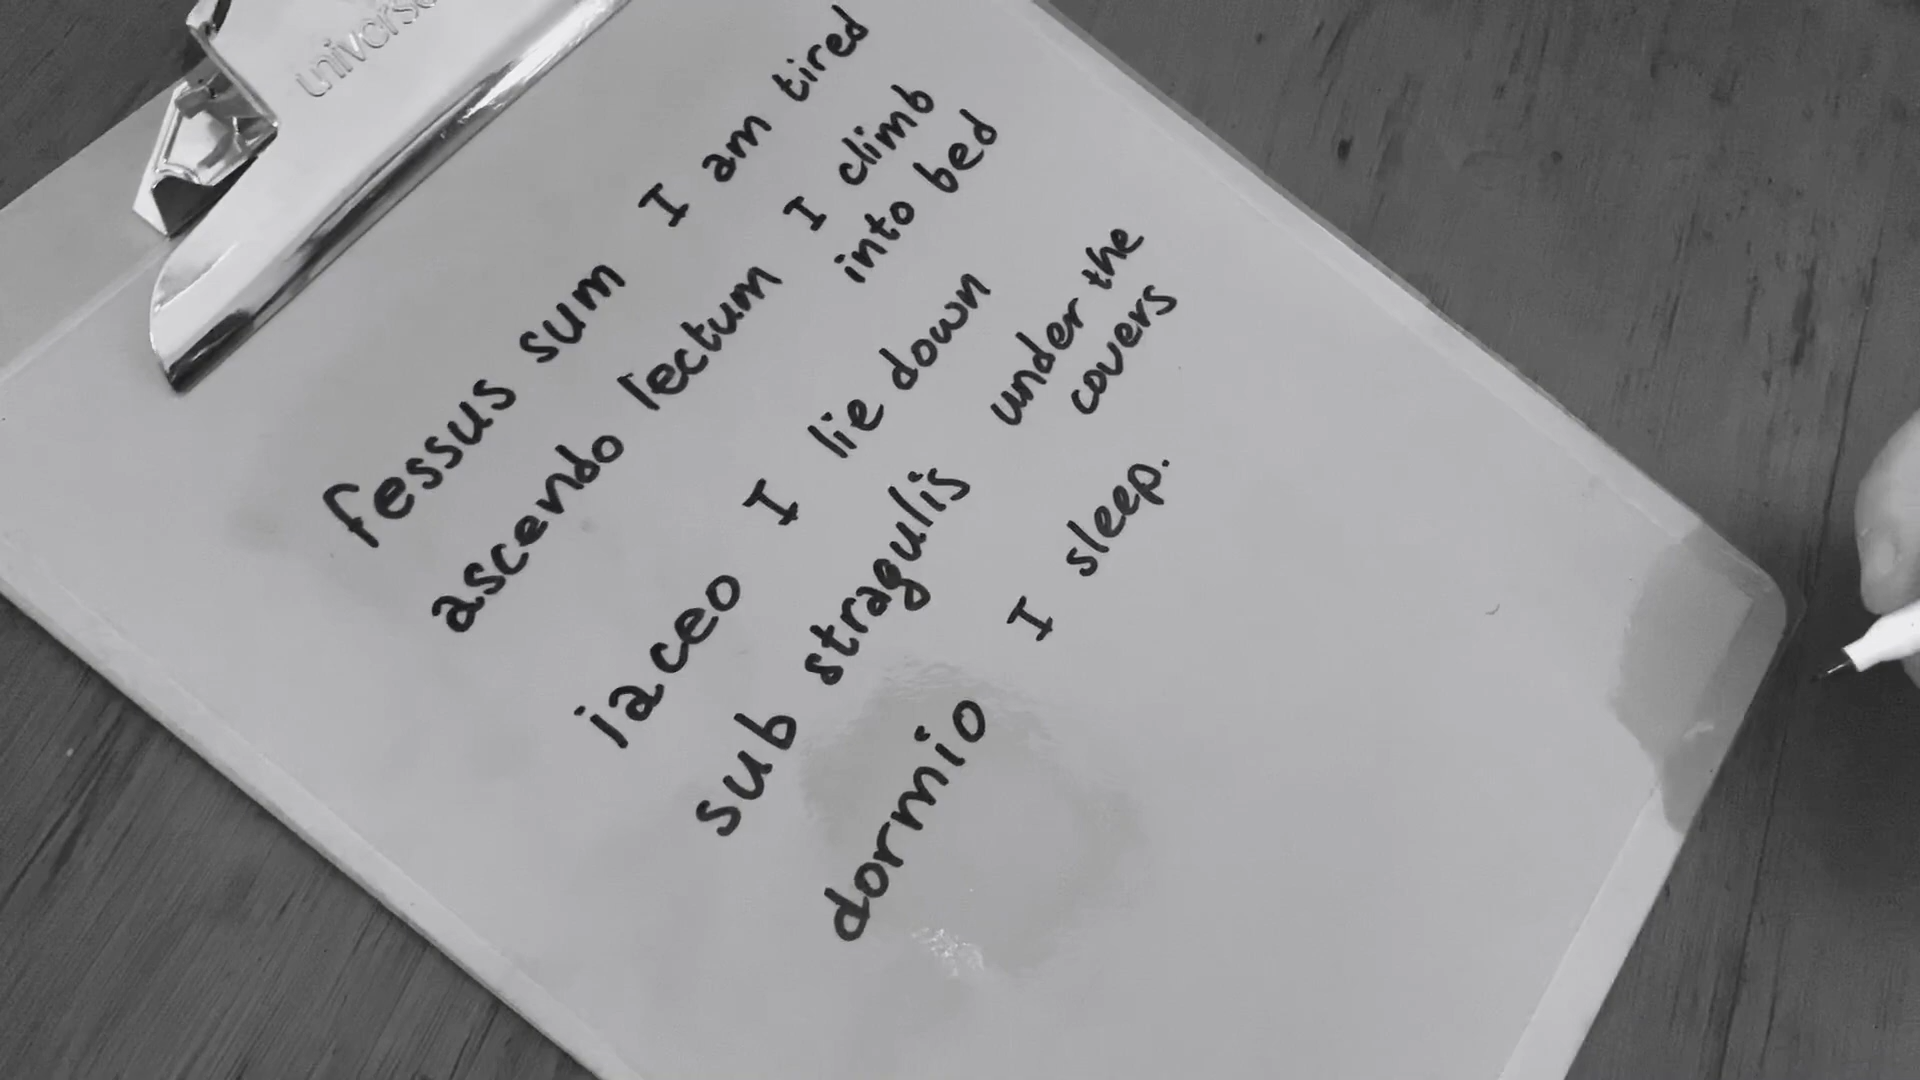 universal
fessus sum I am tired
ascendo lectum I climb
into bed
iaceo I lie down
sub stragulis under the
covers
dormio I sleep.